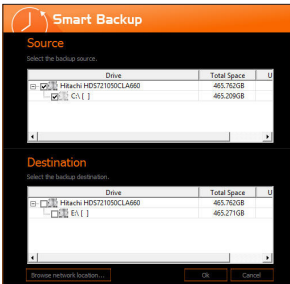 Smart Backup
Source
Select the backup source.
Drive Total Space U
Hitachi HDS721050CLA660 465.762GB
C:\ [ ] 465.209GB
Destination
Select the backup destination.
Drive Total Space U
Hitachi HDS721050CLA660 465.762GB
E:\ [ ] 465.271GB
Browse network location... Ok Cancel